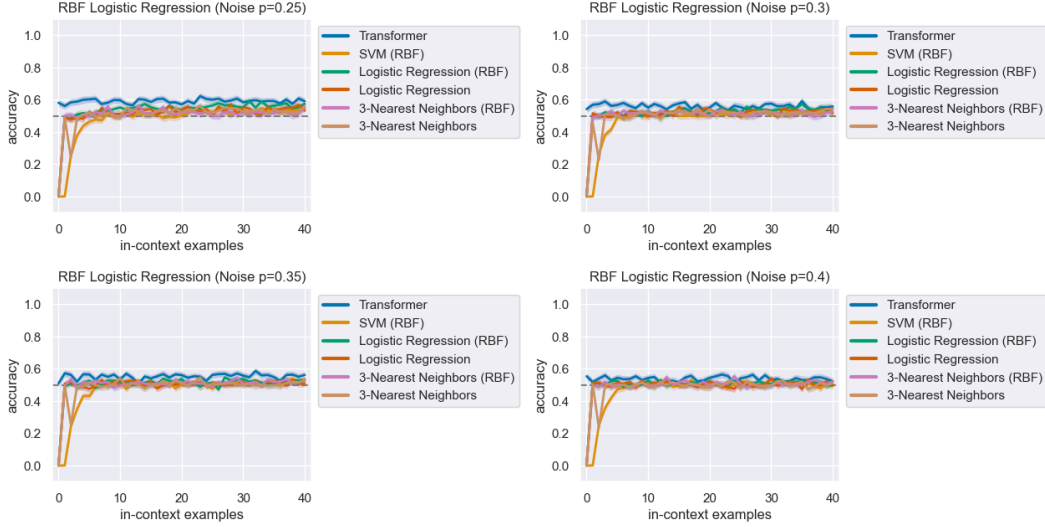 RBF Logistic Regression (Noise p=0.25)
1.0
0.8
0.6
0.4
0.2
0.0
accuracy
0
10
20
30
40
in-context examples
Transformer
SVM (RBF)
Logistic Regression (RBF)
Logistic Regression
3-Nearest Neighbors (RBF)
3-Nearest Neighbors
RBF Logistic Regression (Noise p=0.3)
1.0
0.8
0.6
0.4
0.2
0.0
accuracy
0
10
20
30
40
in-context examples
Transformer
SVM (RBF)
Logistic Regression (RBF)
Logistic Regression
3-Nearest Neighbors (RBF)
3-Nearest Neighbors
RBF Logistic Regression (Noise p=0.35)
1.0
0.8
0.6
0.4
0.2
0.0
accuracy
0
10
20
30
40
in-context examples
Transformer
SVM (RBF)
Logistic Regression (RBF)
Logistic Regression
3-Nearest Neighbors (RBF)
3-Nearest Neighbors
RBF Logistic Regression (Noise p=0.4)
1.0
0.8
0.6
0.4
0.2
0.0
accuracy
0
10
20
30
40
in-context examples
Transformer
SVM (RBF)
Logistic Regression (RBF)
Logistic Regression
3-Nearest Neighbors (RBF)
3-Nearest Neighbors